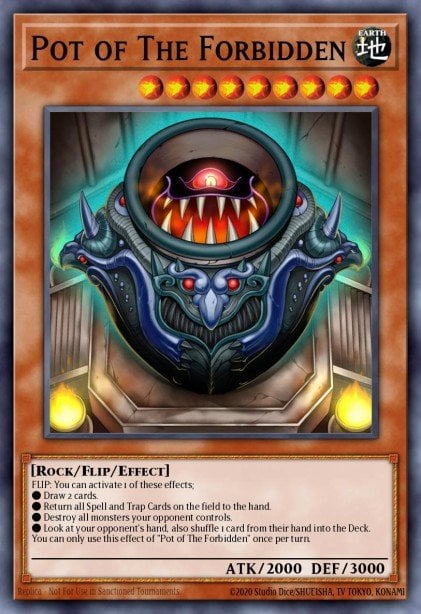 Pot of The Forbidden
EARTH
地
[Rock/Flip/Effect]
FLIP: You can activate 1 of these effects;
● Draw 2 cards.
● Return all Spell and Trap Cards on the field to the hand.
● Destroy all monsters your opponent controls.
● Look at your opponent's hand, also shuffle 1 card from their hand into the Deck.
You can only use this effect of "Pot of The Forbidden" once per turn.
ATK/2000 DEF/3000
Replica - Not For Use in Sanctioned Tournaments
©2020 Studio Dice/SHUEISHA, TV TOKYO, KONAMI